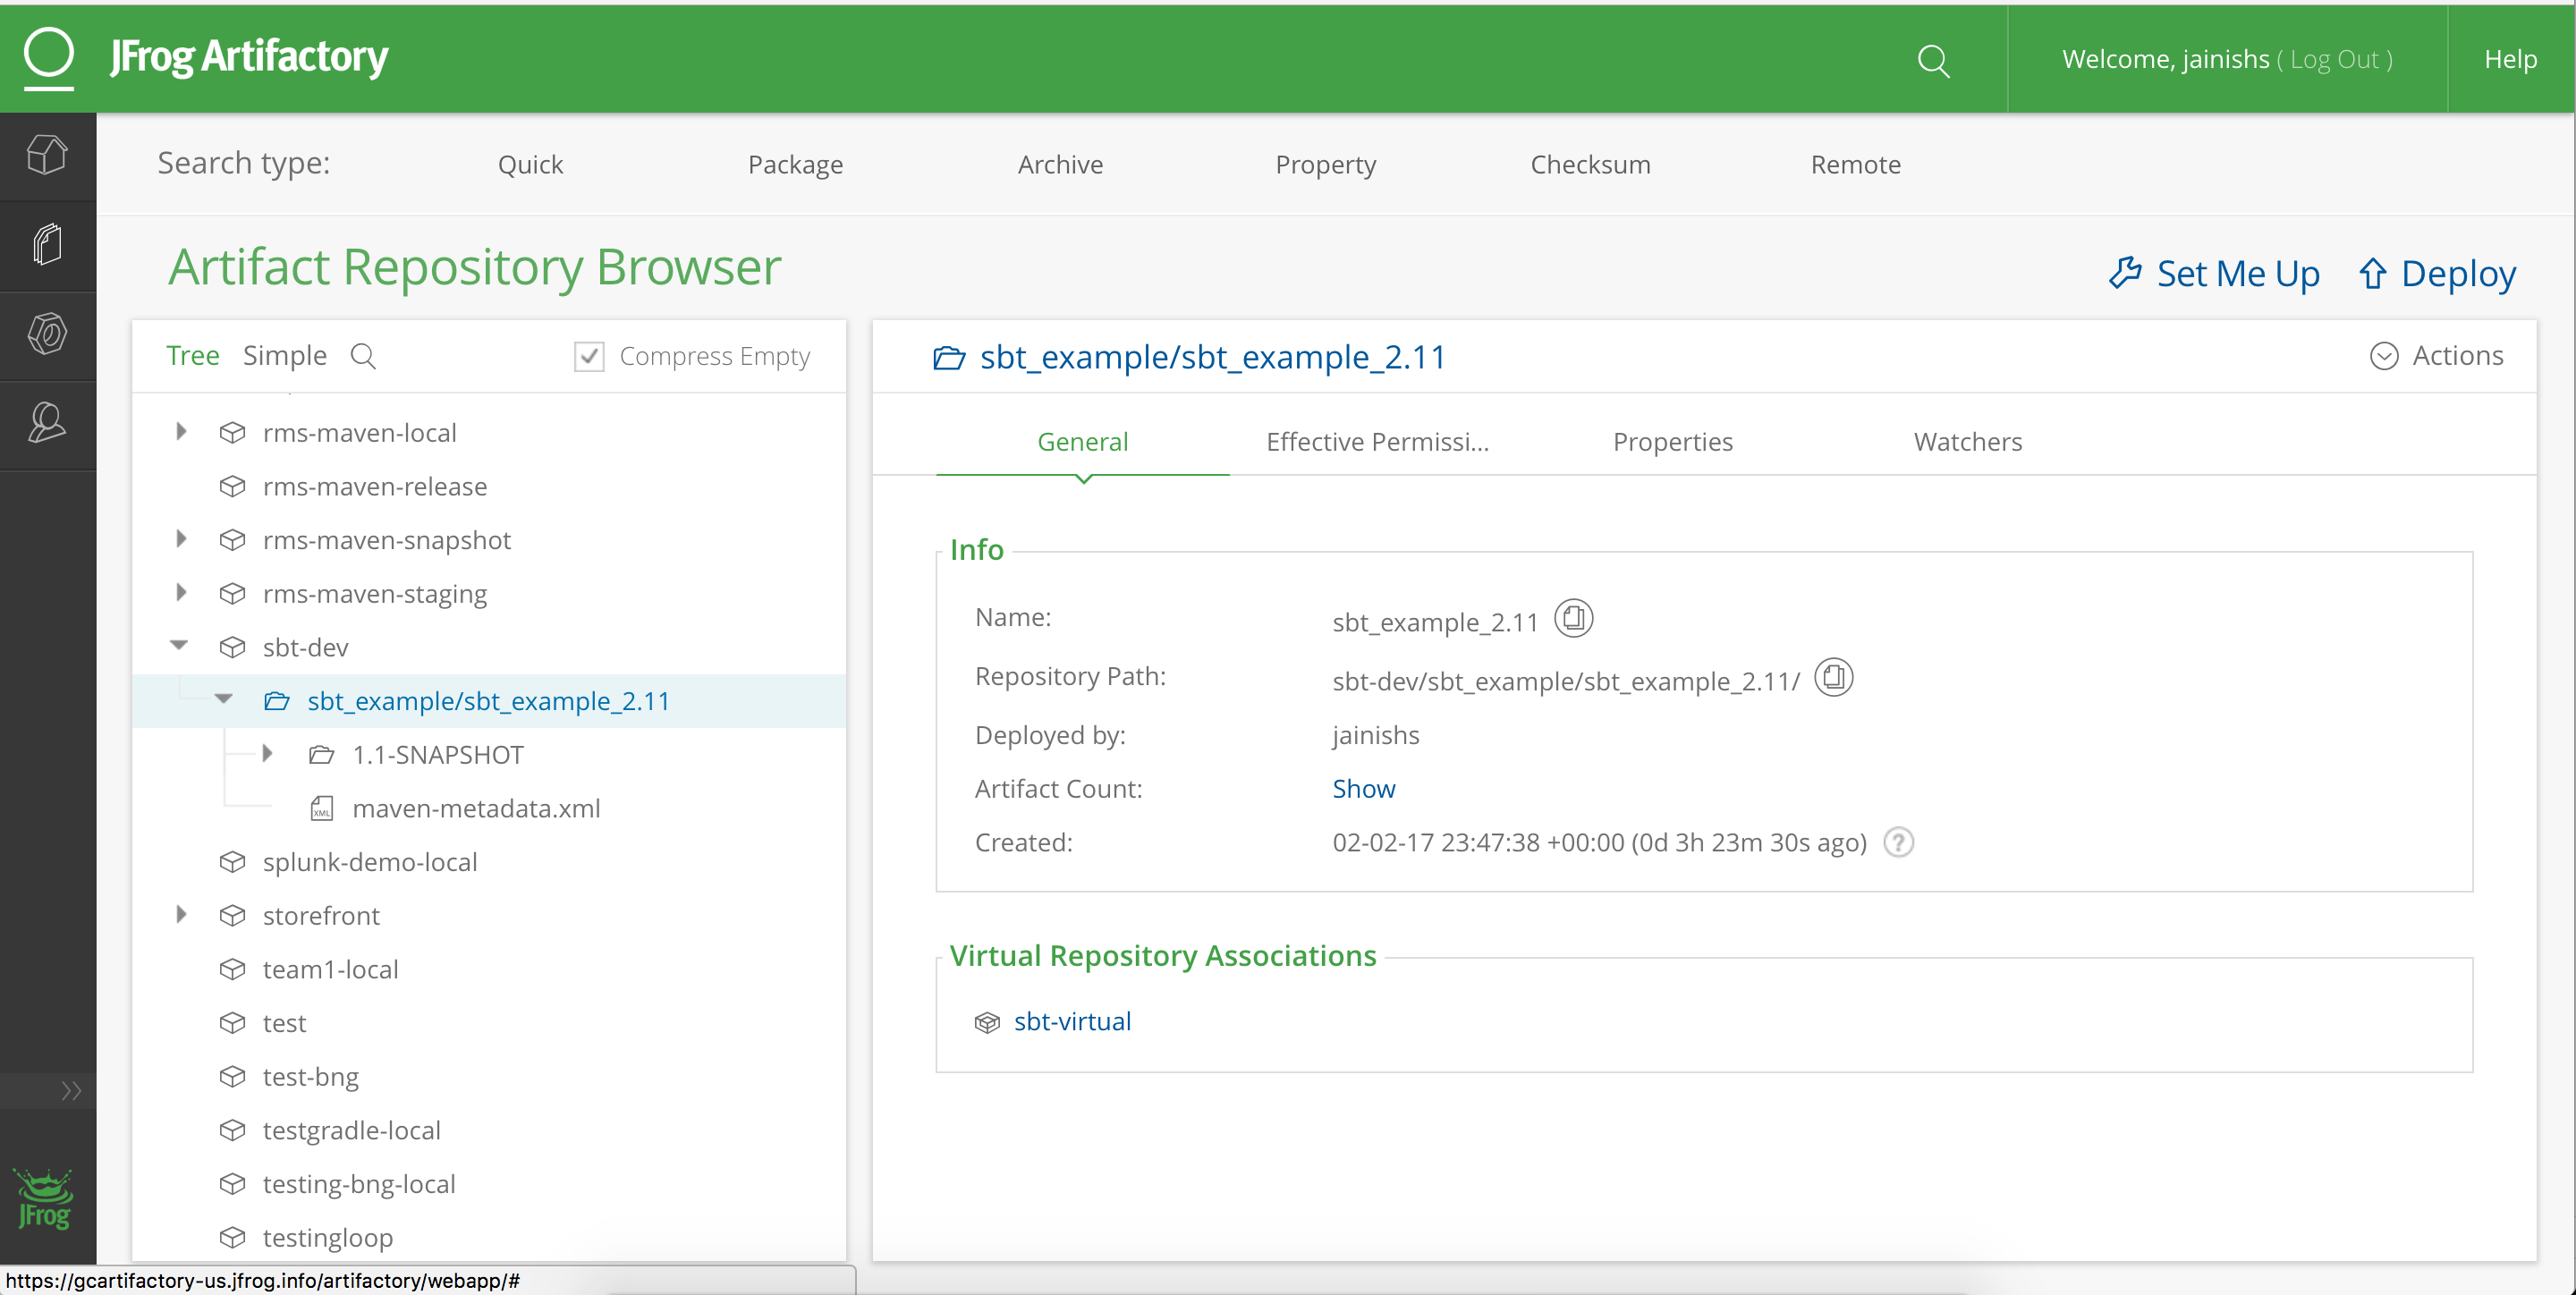 JFrog Artifactory
Welcome, jainishs ( Log Out )
Help
Search type:
Quick
Package
Archive
Property
Checksum
Remote
Artifact Repository Browser
Set Me Up
Deploy
Tree
Simple
Compress Empty
rms-maven-local
rms-maven-release
rms-maven-snapshot
rms-maven-staging
sbt-dev
sbt_example/sbt_example_2.11
1.1-SNAPSHOT
XML
maven-metadata.xml
splunk-demo-local
storefront
team1-local
test
test-bng
testgradle-local
testing-bng-local
testingloop
sbt_example/sbt_example_2.11
Actions
General
Effective Permissi...
Properties
Watchers
Info
Name:
sbt_example_2.11
Repository Path:
sbt-dev/sbt_example/sbt_example_2.11/
Deployed by:
jainishs
Artifact Count:
Show
Created:
02-02-17 23:47:38 +00:00 (0d 3h 23m 30s ago)
?
Virtual Repository Associations
sbt-virtual
JFrog
https://gcartifactory-us.jfrog.info/artifactory/webapp/#